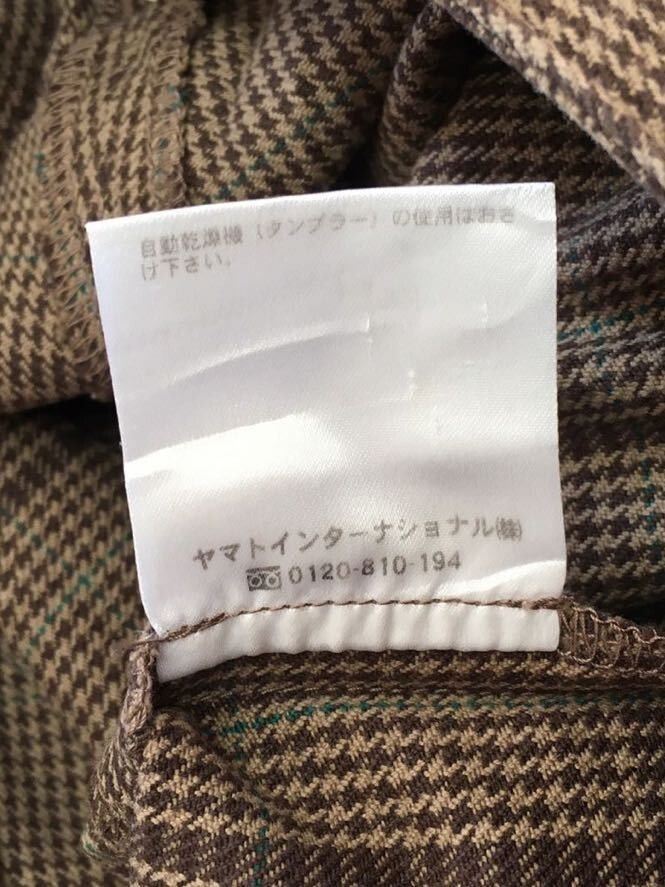 自動乾燥機（タンブラー）の使用はおさ
け下さい。
ヤマトインターナショナル㈱
0120-810-194